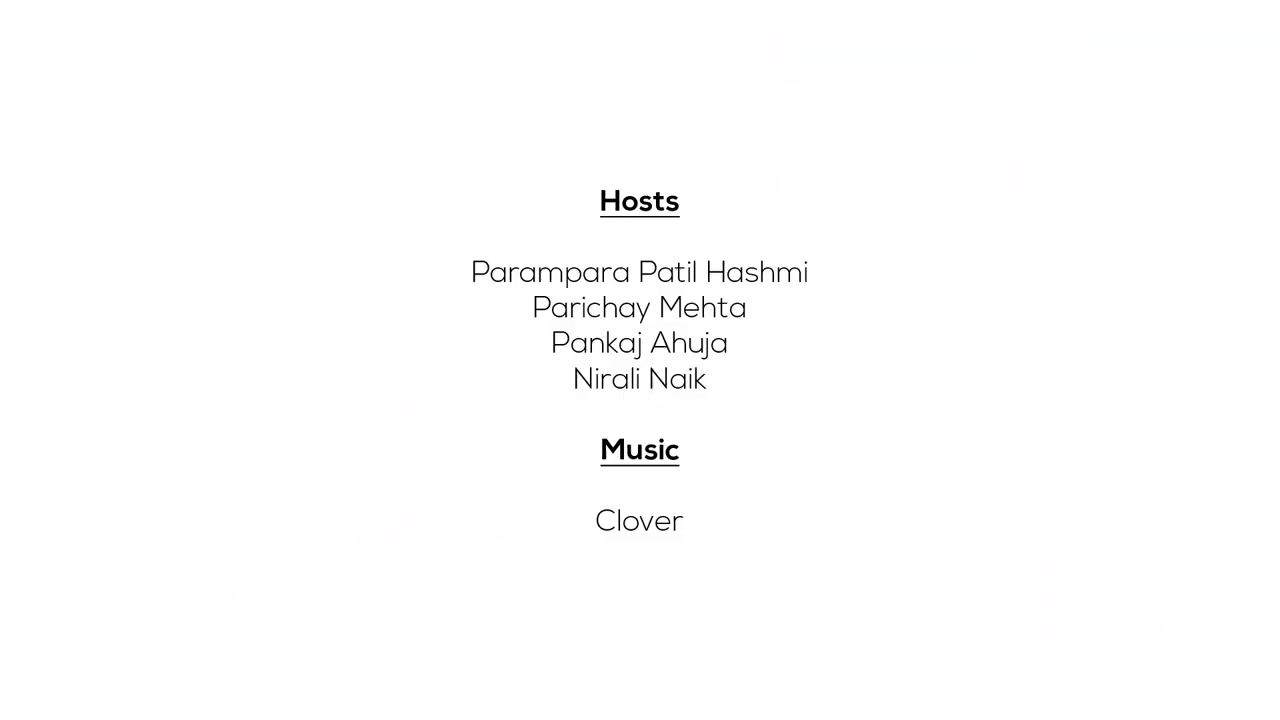 Hosts
Parampara Patil Hashmi
Parichay Mehta
Pankaj Ahuja
Nirali Naik
Music
Clover